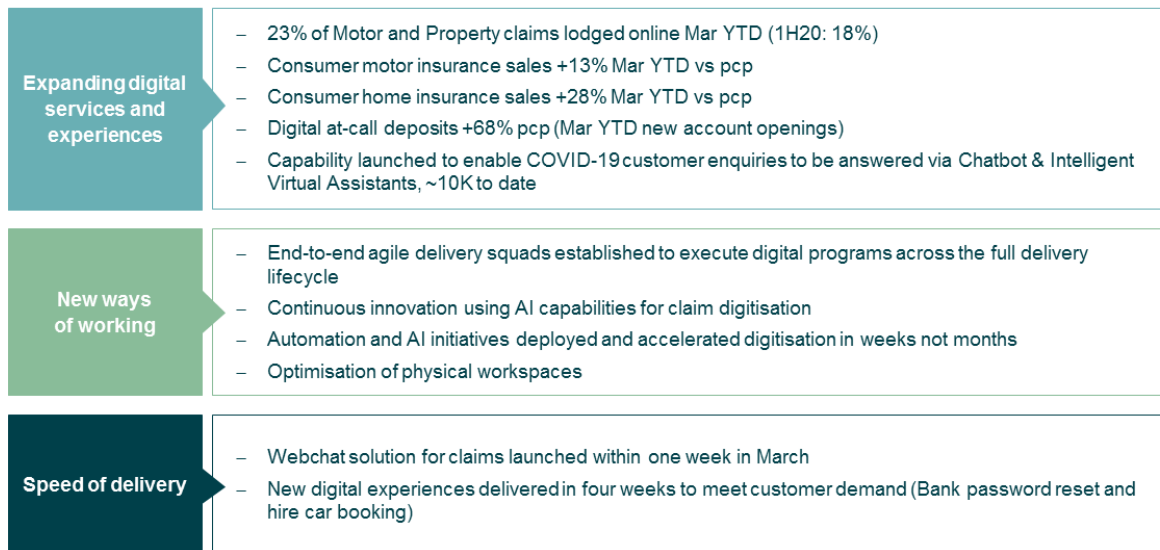 Expanding digital
services and
experiences
– 23% of Motor and Property claims lodged online Mar YTD (1H20: 18%)
– Consumer motor insurance sales +13% Mar YTD vs pcp
– Consumer home insurance sales +28% Mar YTD vs pcp
– Digital at-call deposits +68% pcp (Mar YTD new account openings)
– Capability launched to enable COVID-19 customer enquiries to be answered via Chatbot & Intelligent
Virtual Assistants, ~10K to date
New ways
of working
– End-to-end agile delivery squads established to execute digital programs across the full delivery
lifecycle
– Continuous innovation using AI capabilities for claim digitisation
– Automation and AI initiatives deployed and accelerated digitisation in weeks not months
– Optimisation of physical workspaces
Speed of delivery
– Webchat solution for claims launched within one week in March
– New digital experiences delivered in four weeks to meet customer demand (Bank password reset and
hire car booking)